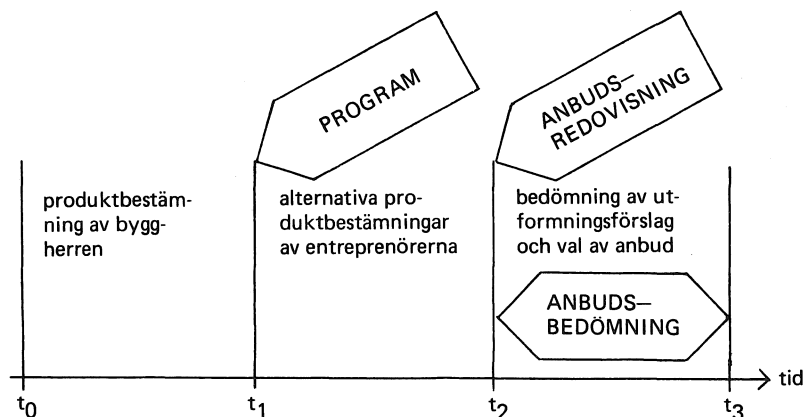 PROGRAM
ANBUDS–
REDOVISNING
produktbestäm-
ning av bygg-
herren
alternativa pro-
duktbestämningar
av entreprenörerna
bedömning av ut-
formningsförslag
och val av anbud
ANBUDS–
BEDÖMNING
tid
t0
t1
t2
t3